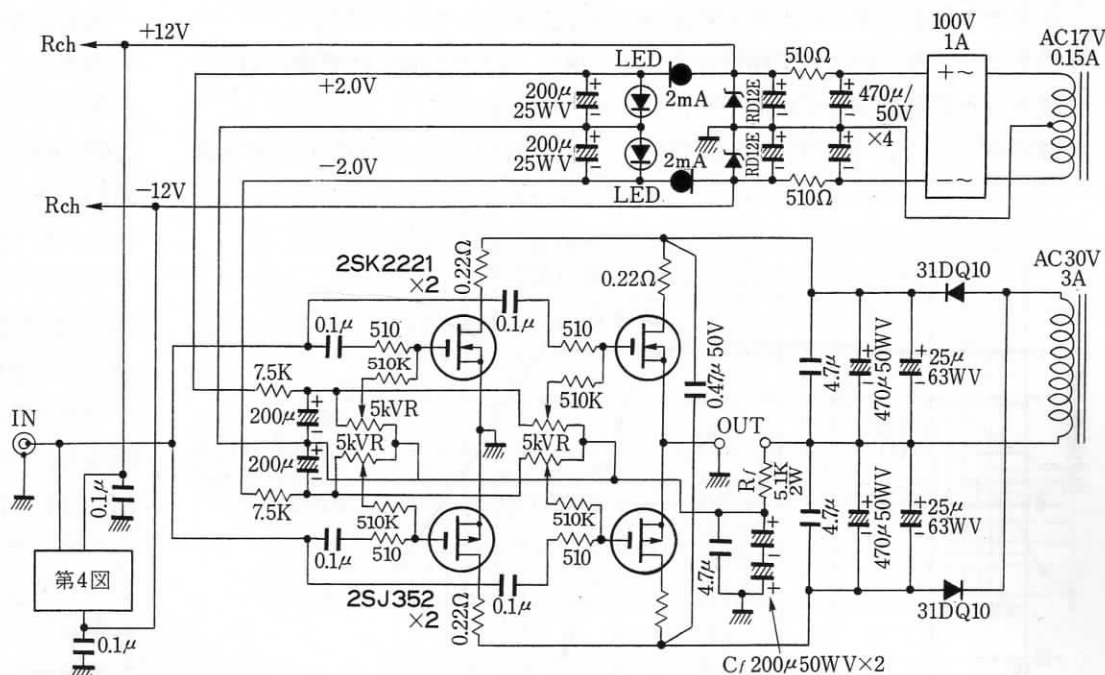 100V
1A
AC17V
0.15A
+12V
Rch
LED
510Ω
+ ~
+2.0V
2mA
200μ
25WV
RD12E
470μ/
50V
×4
200μ
25WV
RD12E
−2.0V
2mA
− ~
−12V
LED
510Ω
Rch
2SK2221
×2
0.22Ω
0.22Ω
31DQ10
AC30V
3A
0.1μ
510
0.1μ
510
510K
510K
0.47μ 50V
4.7μ
470μ 50WV
25μ
63WV
7.5K
IN
200μ
5kVR
5kVR
OUT
200μ
Rf
5.1K
2W
0.1μ
7.5K
510K
510
510K
510
4.7μ
4.7μ
470μ 50WV
25μ
63WV
0.1μ
第4図
2SJ352
×2
0.22Ω
0.1μ
31DQ10
0.1μ
Cf 200μ50WV×2